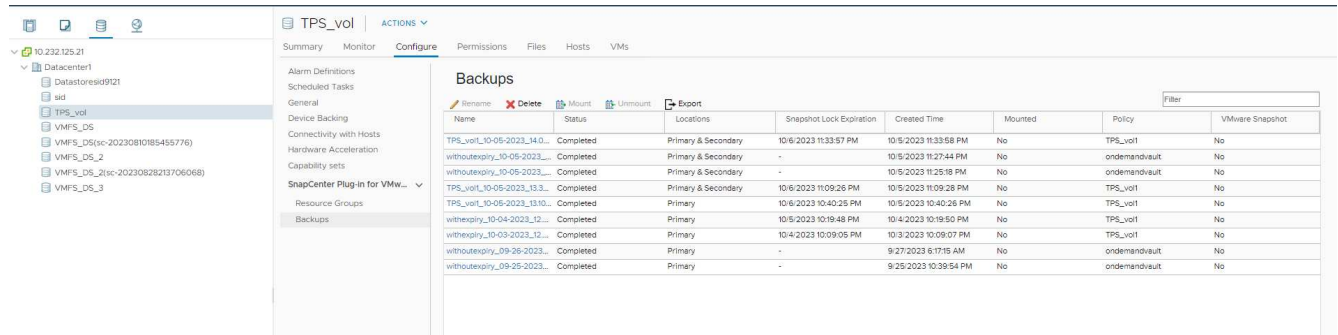 TPS_vol ACTIONS
Summary Monitor Configure Permissions Files Hosts VMs
10.232.125.21
Datacenter1
Datastoresid9121
sid
TPS_vol
VMFS_DS
VMFS_DS(sc-20230810185455776)
VMFS_DS_2
VMFS_DS_2(sc-20230828213706068)
VMFS_DS_3
Alarm Definitions
Scheduled Tasks
General
Device Backing
Connectivity with Hosts
Hardware Acceleration
Capability sets
SnapCenter Plug-in for VMw...
Resource Groups
Backups
Backups
Rename Delete Mount Unmount Export
Filter
Name Status Locations Snapshot Lock Expiration Created Time Mounted Policy VMware Snapshot
TPS_vol1_10-05-2023_14.0... Completed Primary & Secondary 10/6/2023 11:33:57 PM 10/5/2023 11:33:58 PM No TPS_vol1 No
withoutexpiry_10-05-2023_... Completed Primary & Secondary - 10/5/2023 11:27:44 PM No ondemandvault No
withoutexpiry_10-05-2023_... Completed Primary & Secondary - 10/5/2023 11:25:18 PM No ondemandvault No
TPS_vol1_10-05-2023_13.3... Completed Primary & Secondary 10/6/2023 11:09:26 PM 10/5/2023 11:09:28 PM No TPS_vol1 No
TPS_vol1_10-05-2023_13.10... Completed Primary 10/6/2023 10:40:25 PM 10/5/2023 10:40:26 PM No TPS_vol1 No
withexpiry_10-04-2023_12.... Completed Primary 10/5/2023 10:19:48 PM 10/4/2023 10:19:50 PM No TPS_vol1 No
withexpiry_10-03-2023_12.... Completed Primary 10/4/2023 10:09:05 PM 10/3/2023 10:09:07 PM No TPS_vol1 No
withoutexpiry_09-26-2023... Completed Primary - 9/27/2023 6:17:15 AM No ondemandvault No
withoutexpiry_09-25-2023... Completed Primary - 9/25/2023 10:39:54 PM No ondemandvault No